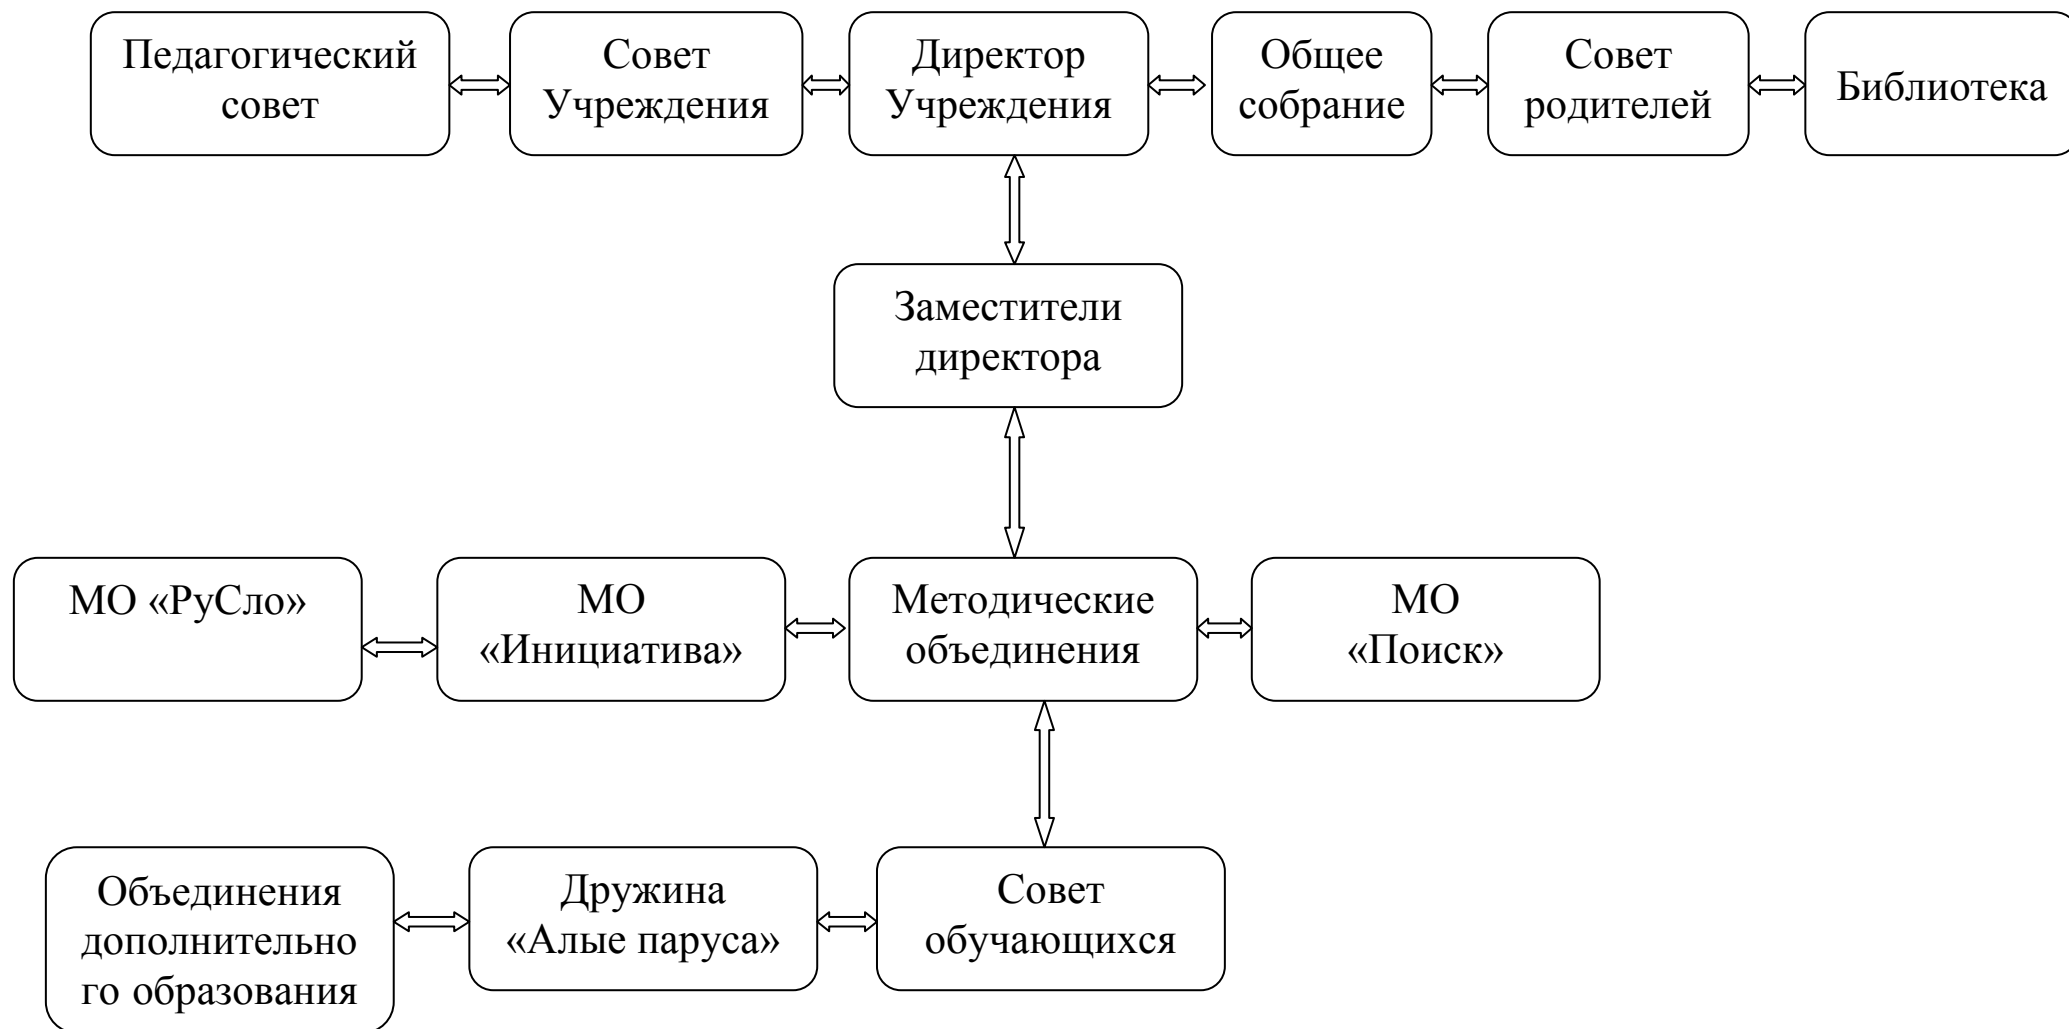 Педагогический
совет
Совет
Учреждения
Директор
Учреждения
Общее
собрание
Совет
родителей
Библиотека
Заместители
директора
МО «РуСло»
МО
«Инициатива»
Методические
объединения
МО
«Поиск»
Объединения
дополнительно
го образования
Дружина
«Алые паруса»
Совет
обучающихся